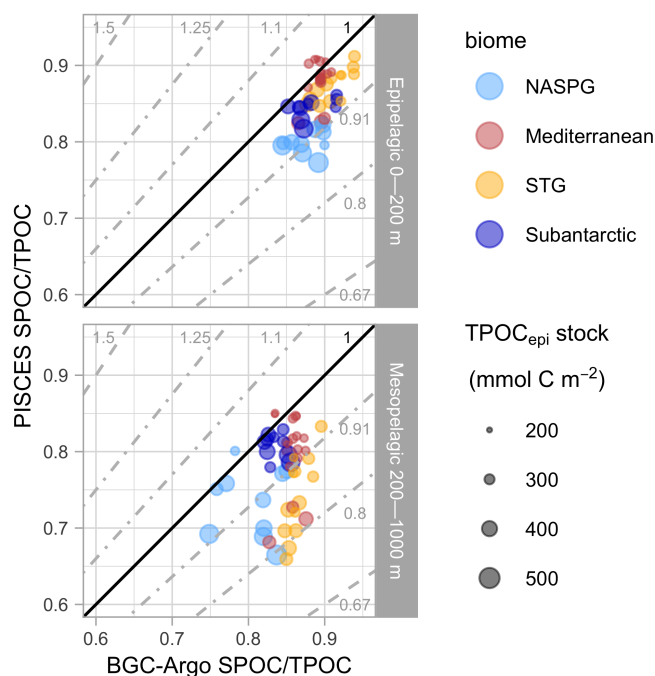 1.5 1.25 1.1 1
0.9
0.8
0.7
0.6
0.91
0.8
0.67
Epipelagic 0—200 m
PISCES SPOC/TPOC
1.5 1.25 1.1 1
0.9
0.8
0.7
0.6
0.91
0.8
0.67
Mesopelagic 200—1000 m
0.6 0.7 0.8 0.9
BGC-Argo SPOC/TPOC
biome
NASPG
Mediterranean
STG
Subantarctic
TPOCepi stock
(mmol C m−2)
200
300
400
500